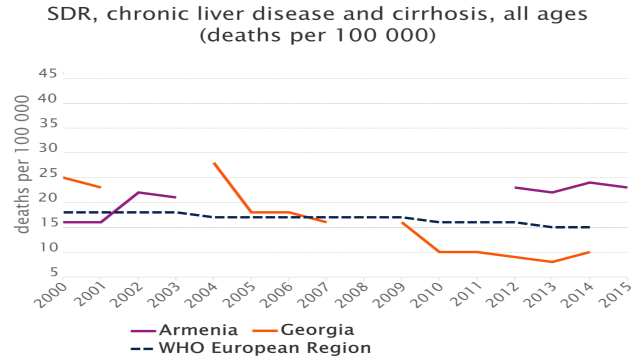 SDR, chronic liver disease and cirrhosis, all ages
(deaths per 100 000)
deaths per 100 000
45
40
35
30
25
20
15
10
5
2000 2001 2002 2003 2004 2005 2006 2007 2008 2009 2010 2011 2012 2013 2014 2015
Armenia Georgia
WHO European Region